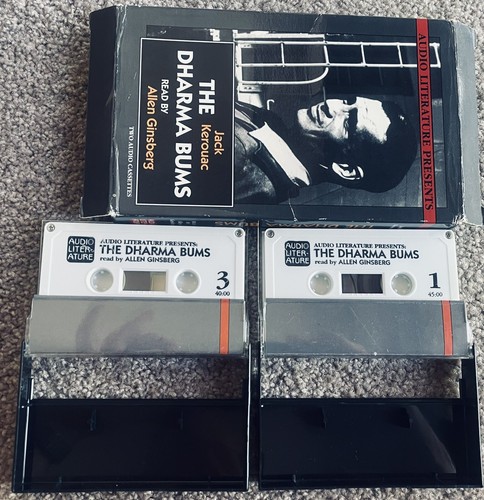 AUDIO LITERATURE PRESENTS
Jack
Kerouac
THE
DHARMA BUMS
READ BY
Allen Ginsberg
TWO AUDIO CASSETTES
AUDIO
LITER-
ATURE
AUDIO LITERATURE PRESENTS:
THE DHARMA BUMS
read by ALLEN GINSBERG
3
40:00
AUDIO
LITER-
ATURE
AUDIO LITERATURE PRESENTS:
THE DHARMA BUMS
read by ALLEN GINSBERG
1
45:00